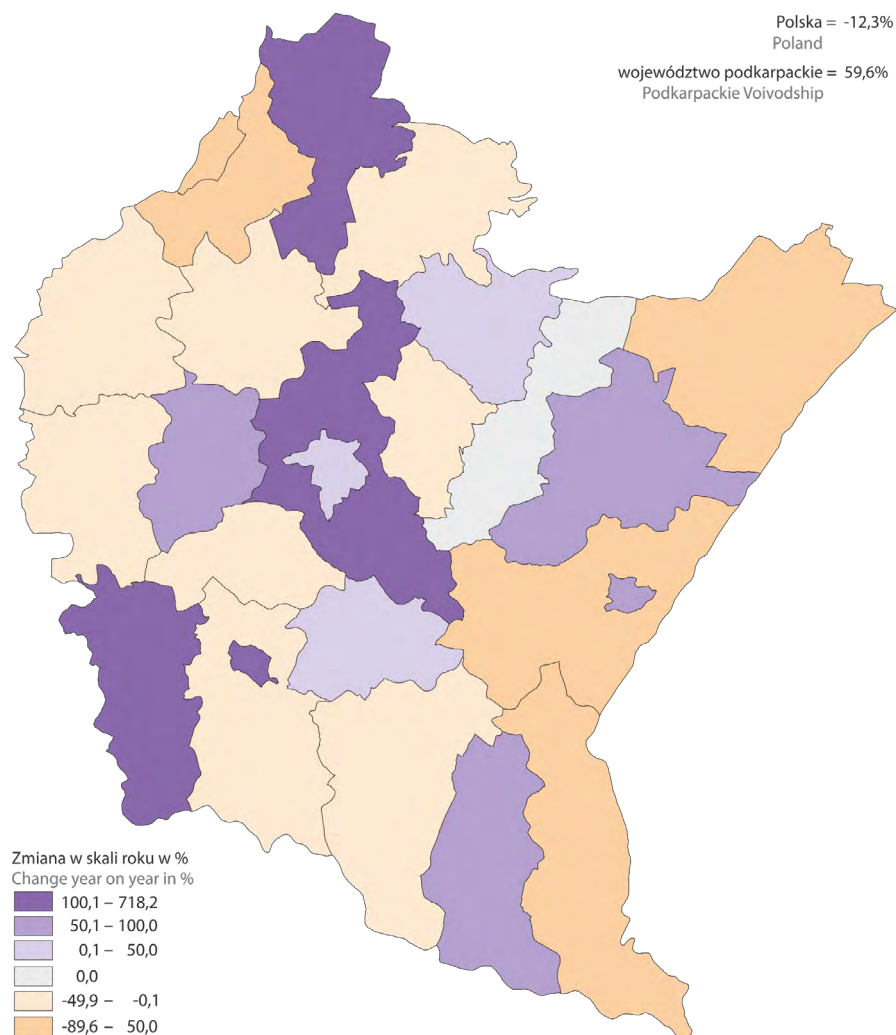 Polska = -12,3%
Poland
województwo podkarpackie = 59,6%
Podkarpackie Voivodship
Zmiana w skali roku w %
Change year on year in %
100,1 – 718,2
50,1 – 100,0
0,1 – 50,0
0,0
-49,9 – -0,1
-89,6 – 50,0